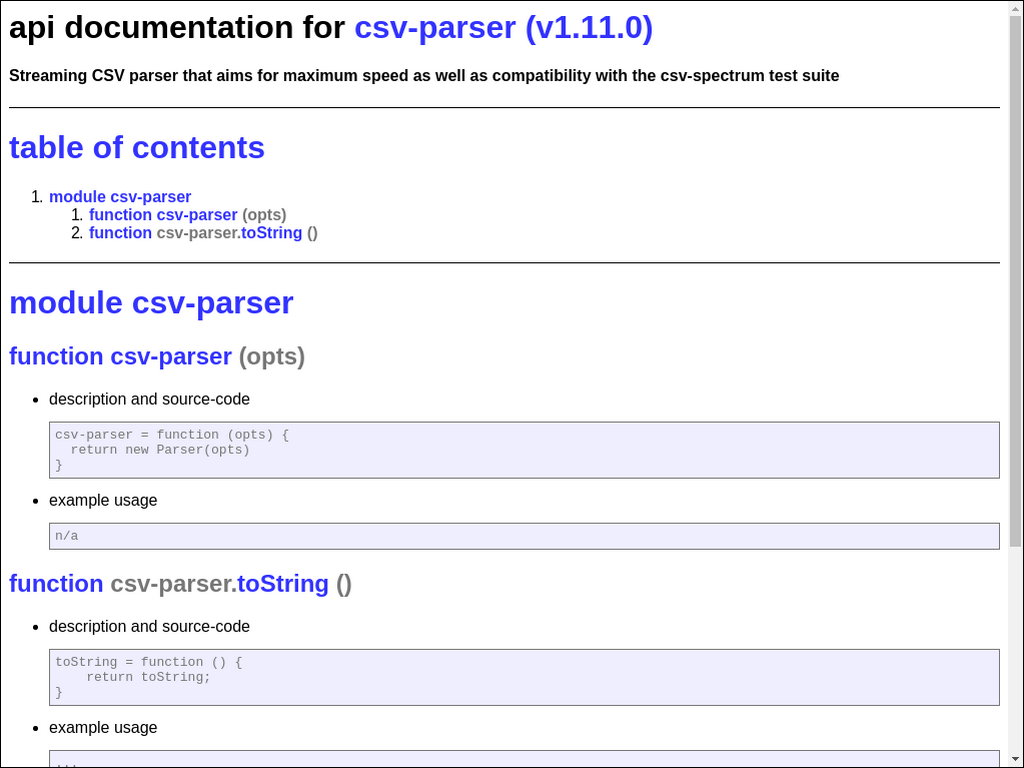 api documentation for csv-parser (v1.11.0)
Streaming CSV parser that aims for maximum speed as well as compatibility with the csv-spectrum test suite
table of contents
1. module csv-parser
1. function csv-parser (opts)
2. function csv-parser.toString ()
module csv-parser
function csv-parser (opts)
• description and source-code
csv-parser = function (opts) {
  return new Parser(opts)
}
• example usage
n/a
function csv-parser.toString ()
• description and source-code
toString = function () {
    return toString;
}
• example usage
...